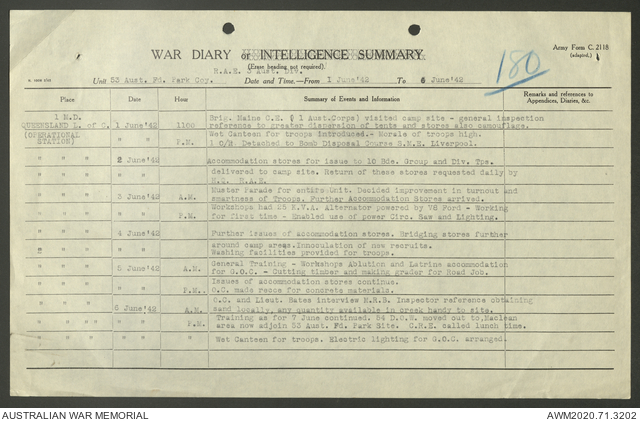 Army Form C. 2118
(adapted.)
WAR DIARY or INTELLIGENCE SUMMARY
(Erase heading not required).
R.A.E. 3 Aust. Div.
180
Unit 53 Aust. Fd. Park Coy. Date and Time.—From 1 June'42 To 6 June'42
Place Date Hour Summary of Events and Information Remarks and references to Appendices, Diaries, &c.
1 M.D. Brig. Maine C.E. 1 Aust.Corps) visited camp site - general inspection
QUEENSLAND L. of C. 1 June'42 1100 reference to greater dispersion of tents and stores also camouflage.
(OPERATIONAL Wet Canteen for troops introduced.- Morale of troops high.
STATION). P.M. 1 O/R Detached to Bomb Disposal Course S.M.E. Liverpool.
" " " 2 June'42 Accommodation stores for issue to 10 Bde. Group and Div. Tps.
" " " delivered to camp site. Return of these stores requested daily by
H.Q. R.A.E.
" " " 3 June'42 A.M. Muster Parade for entire Unit. Decided improvement in turnout and
smartness of Troops. Further Accommodation Stores arrived.
" " " P.M. Workshops had 25 K.V.A. Alternator powered by V8 Ford - Working
for first time - Enabled use of power Circ. Saw and Lighting.
" " " 4 June'42 Further issues of accommodation stores. Bridging stores further
" " " around camp areas. Innoculation of new recruits.
Washing facilities provided for troops.
" " " 5 June'42 A.M. General Training - Workshops Ablution and Latrine accommodation
for G.O.C. - Cutting timber and making grader for Road Job.
" " " P.M. Issues of accommodation stores continue.
O.C. made recce for concrete materials.
" " " 6 June'42 A.M. O.C. and Lieut. Bates interview M.R.B. Inspector reference obtaining
sand locally, any quantity available in creek handy to site.
" " " P.M. Training as for 7 June continued. 54 D.C.W. moved out to Maclean
area now adjoin 53 Aust. Fd. Park Site. C.R.E. called lunch time.
" " " Wet Canteen for troops. Electric lighting for G.O.C. arranged.
AUSTRALIAN WAR MEMORIAL AWM2020.71.3202